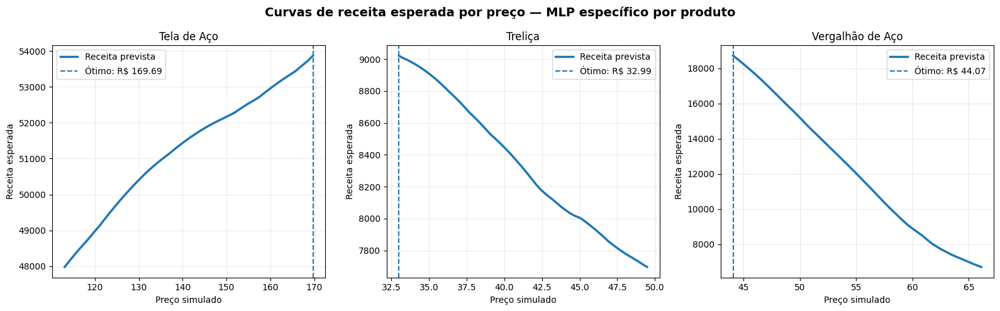 Curvas de receita esperada por preço — MLP específico por produto
Tela de Aço
Receita esperada
54000
53000
52000
51000
50000
49000
48000
Receita prevista
Ótimo: R$ 169.69
120
130
140
150
160
170
Preço simulado
Treliça
Receita esperada
9000
8800
8600
8400
8200
8000
7800
Receita prevista
Ótimo: R$ 32.99
32.5
35.0
37.5
40.0
42.5
45.0
47.5
50.0
Preço simulado
Vergalhão de Aço
Receita esperada
18000
16000
14000
12000
10000
8000
Receita prevista
Ótimo: R$ 44.07
45
50
55
60
65
Preço simulado